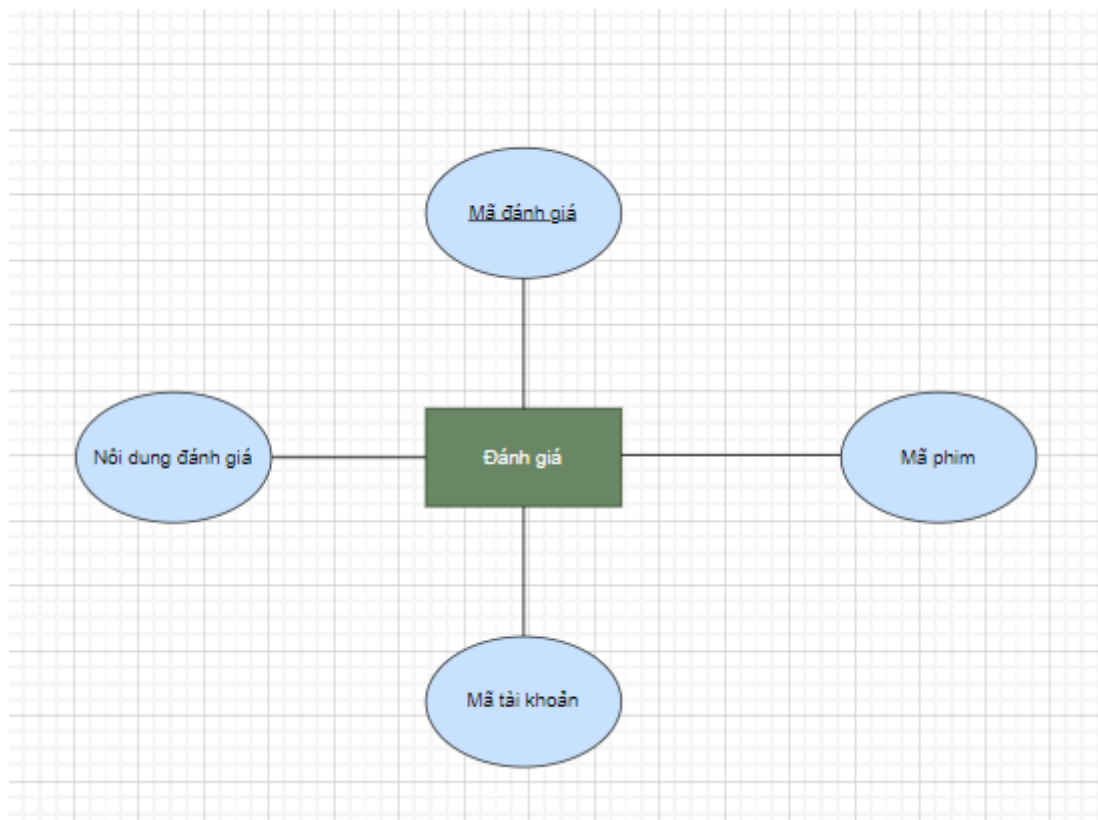 Mã đánh giá
Nôi dung đánh giá
Đánh giá
Mã phim
Mã tài khoản